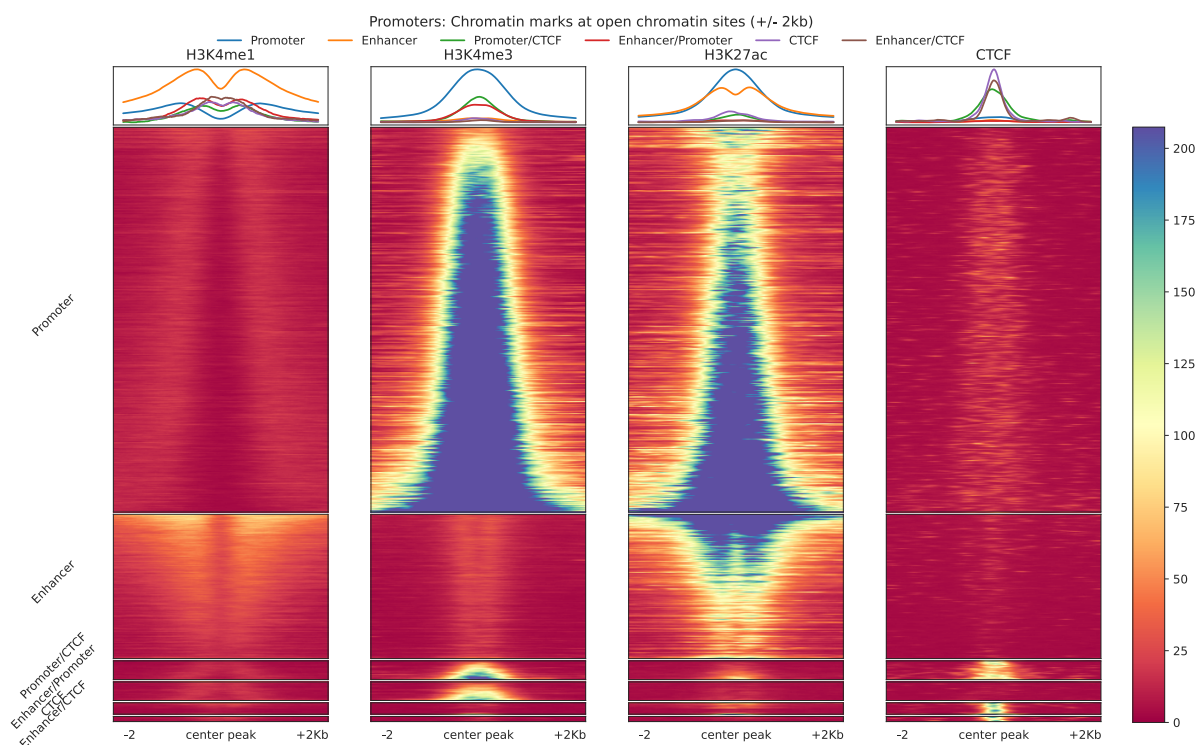 Promoters: Chromatin marks at open chromatin sites (+/- 2kb)
Promoter Enhancer Promoter/CTCF Enhancer/Promoter CTCF Enhancer/CTCF
H3K4me1 H3K4me3 H3K27ac CTCF
Promoter
Enhancer
Promoter/CTCF
Enhancer/Promoter
CTCF
Enhancer/CTCF
-2 center peak +2Kb -2 center peak +2Kb -2 center peak +2Kb -2 center peak +2Kb
200
175
150
125
100
75
50
25
0